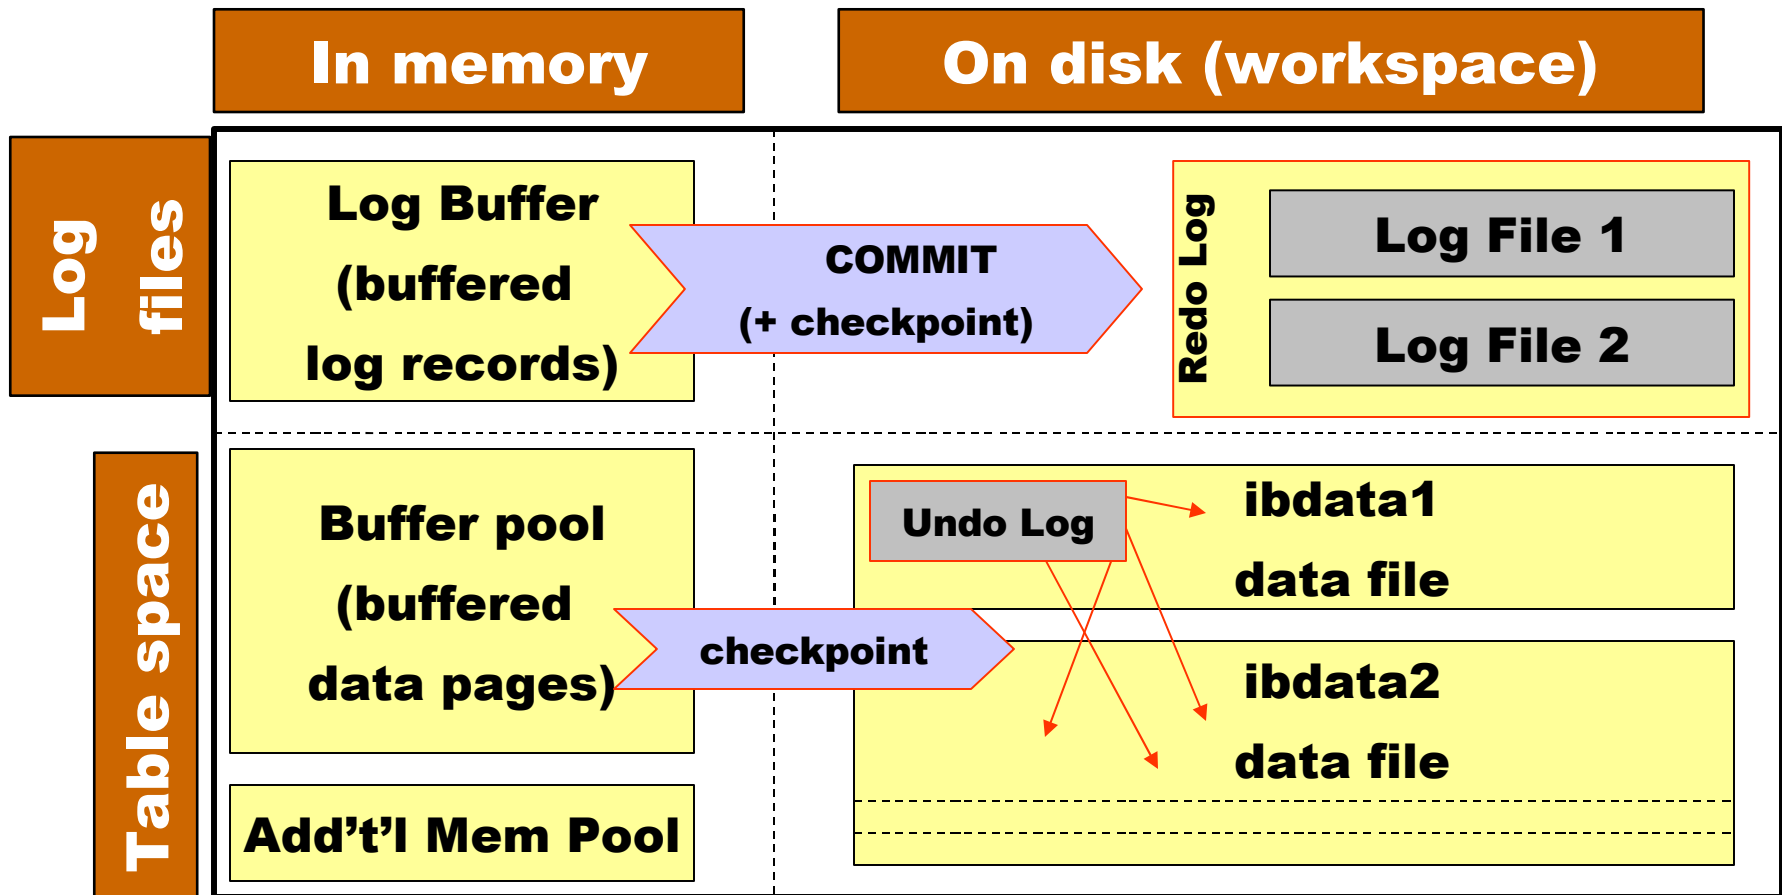 In memory
On disk (workspace)
Log
files
Log Buffer
(buffered
log records)
COMMIT
(+ checkpoint)
Redo Log
Log File 1
Log File 2
Table space
Buffer pool
(buffered
data pages)
checkpoint
Undo Log
ibdata1
data file
ibdata2
data file
Add’t’l Mem Pool